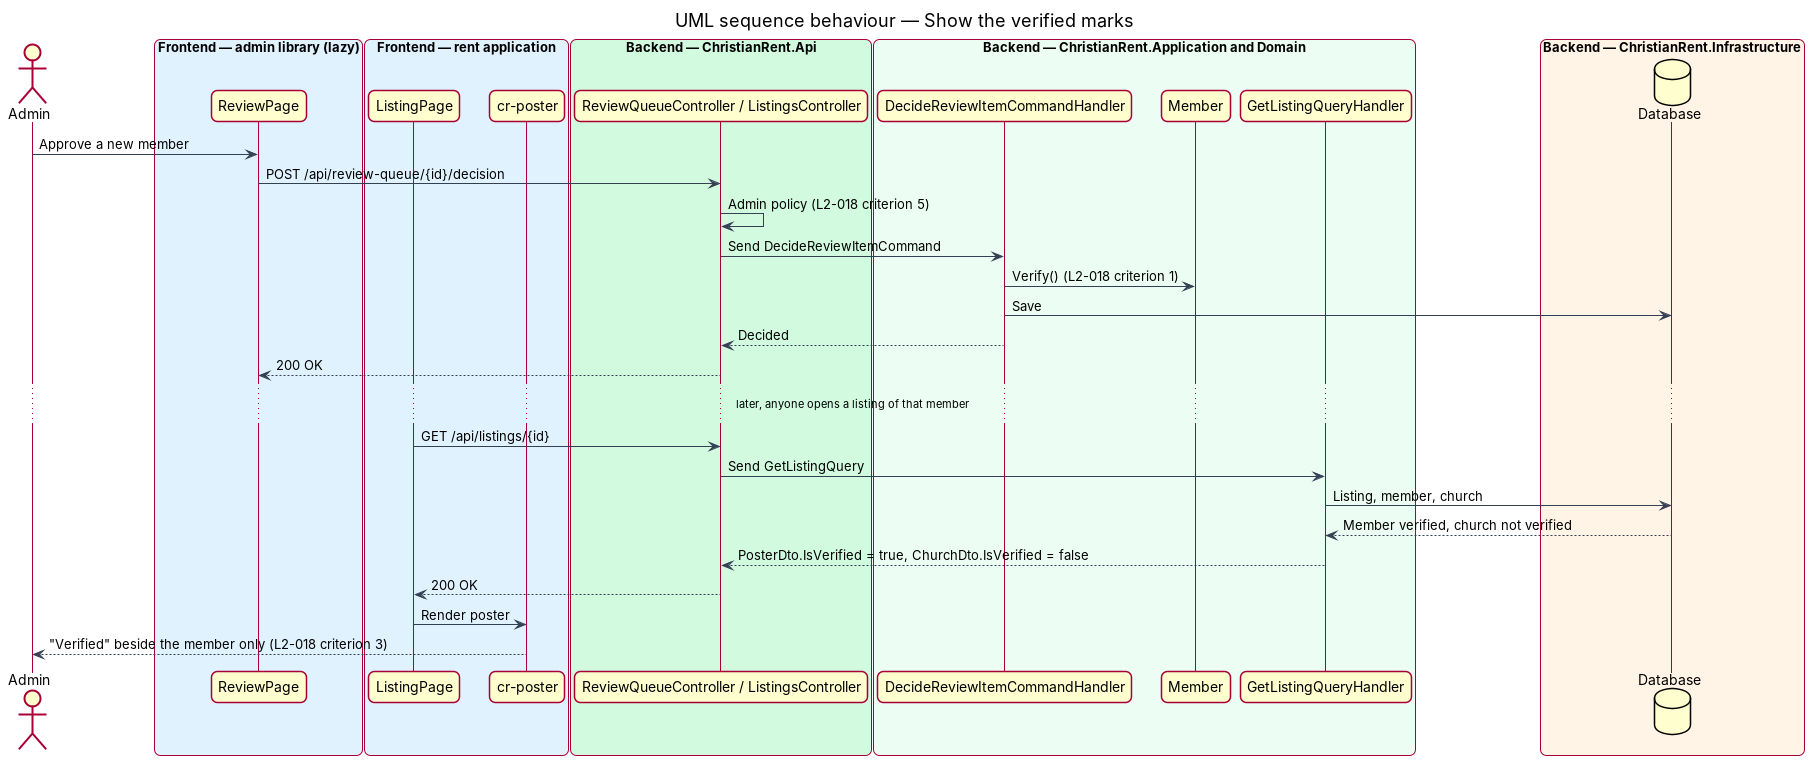 UML sequence behaviour — Show the verified marks
Frontend — admin library (lazy)
Frontend — rent application
Backend — ChristianRent.Api
Backend — ChristianRent.Application and Domain
Backend — ChristianRent.Infrastructure
Admin
ReviewPage
ListingPage
cr-poster
ReviewQueueController / ListingsController
DecideReviewItemCommandHandler
Member
GetListingQueryHandler
Database
Approve a new member
POST /api/review-queue/{id}/decision
Admin policy (L2-018 criterion 5)
Send DecideReviewItemCommand
Verify() (L2-018 criterion 1)
Save
Decided
200 OK
later, anyone opens a listing of that member
GET /api/listings/{id}
Send GetListingQuery
Listing, member, church
Member verified, church not verified
PosterDto.IsVerified = true, ChurchDto.IsVerified = false
200 OK
Render poster
"Verified" beside the member only (L2-018 criterion 3)
Admin
ReviewPage
ListingPage
cr-poster
ReviewQueueController / ListingsController
DecideReviewItemCommandHandler
Member
GetListingQueryHandler
Database